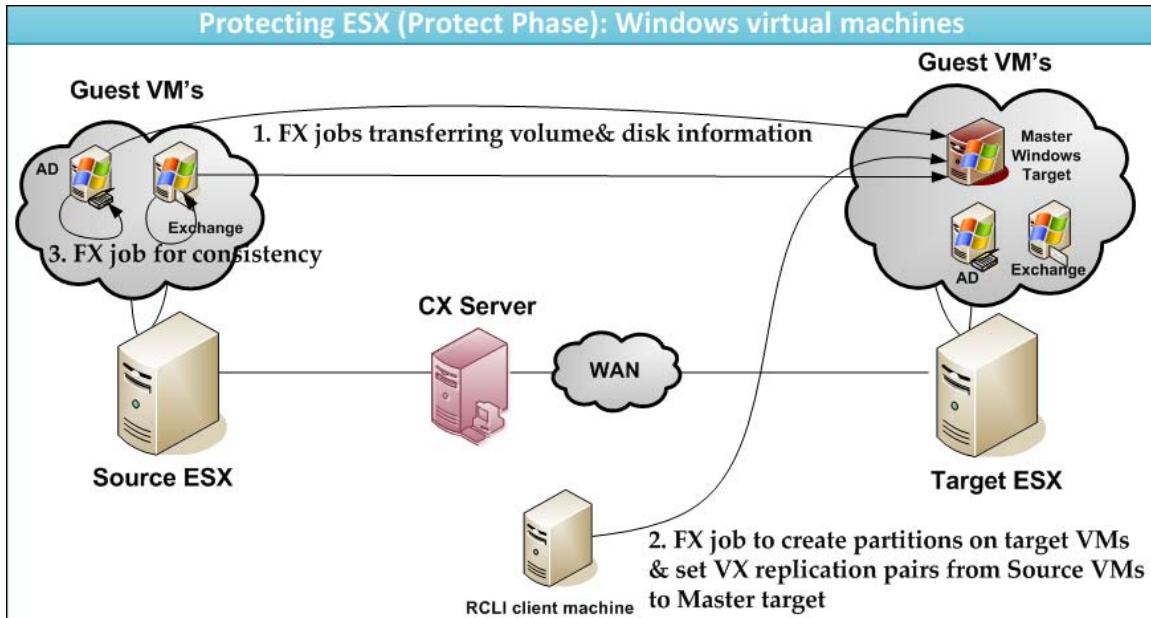 Protecting ESX (Protect Phase): Windows virtual machines
Guest VM's
Guest VM's
1. FX jobs transferring volume& disk information
Master
Windows
Target
AD
Exchange
3. FX job for consistency
AD
Exchange
CX Server
WAN
Source ESX
Target ESX
2. FX job to create partitions on target VMs
& set VX replication pairs from Source VMs
to Master target
RCLI client machine